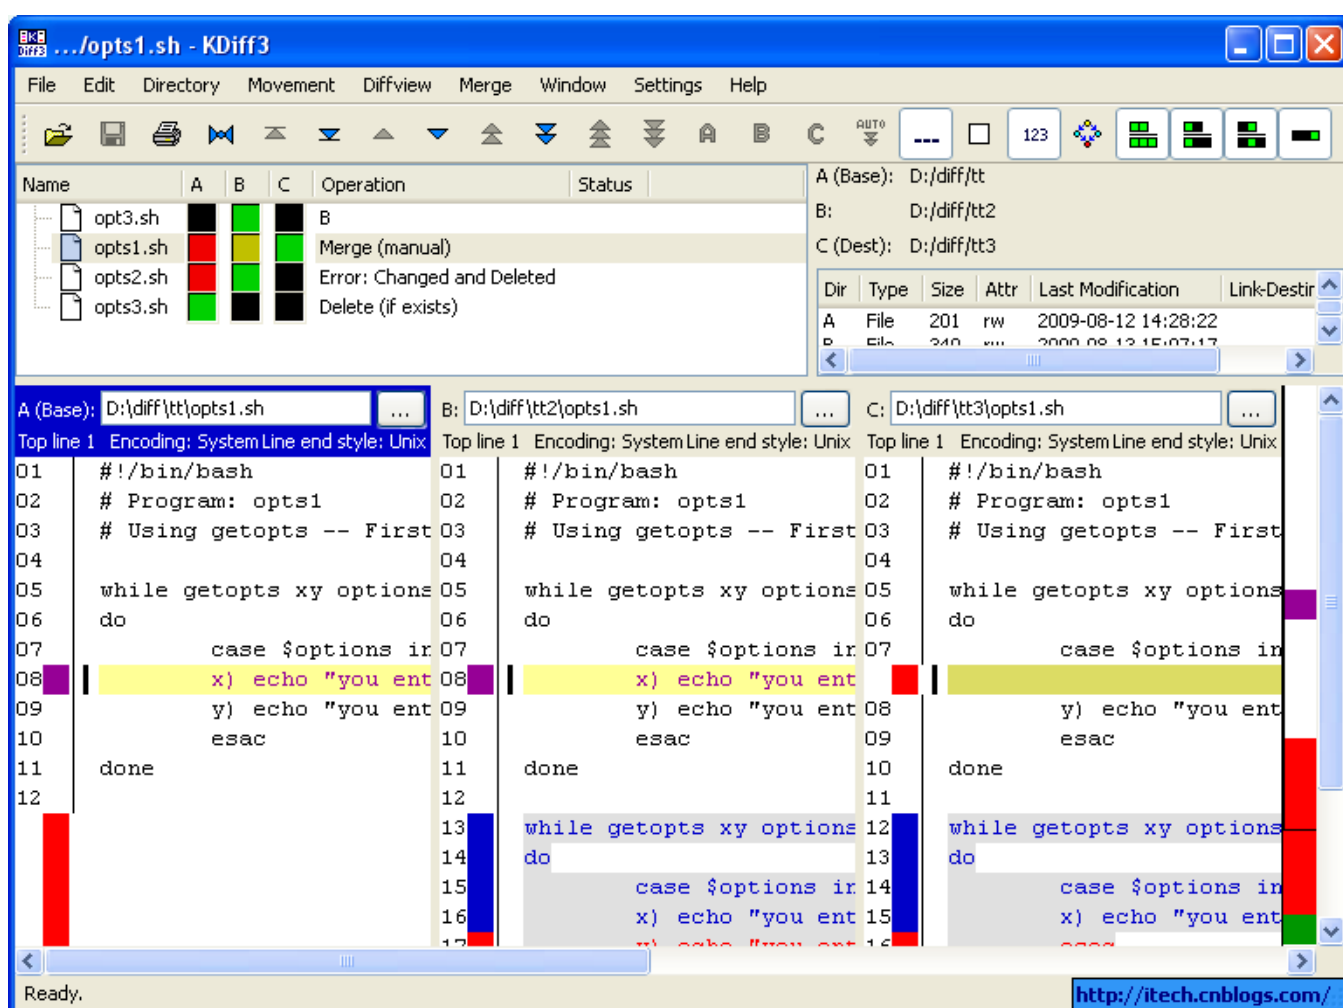 .../opts1.sh - KDiff3
File Edit Directory Movement Diffview Merge Window Settings Help
A B C AUTO 123
Name A B C Operation Status
opt3.sh B
opts1.sh Merge (manual)
opts2.sh Error: Changed and Deleted
opts3.sh Delete (if exists)
A (Base): D:/diff/tt
B: D:/diff/tt2
C (Dest): D:/diff/tt3
Dir Type Size Attr Last Modification Link-Destir
A File 201 rw 2009-08-12 14:28:22
A (Base): D:\diff\tt\opts1.sh ...
Top line 1 Encoding: System Line end style: Unix
01 #!/bin/bash
02 # Program: opts1
03 # Using getopts -- First
04
05 while getopts xy options
06 do
07 case $options in
08 x) echo "you ent
09 y) echo "you ent
10 esac
11 done
12
B: D:\diff\tt2\opts1.sh ...
Top line 1 Encoding: System Line end style: Unix
01 #!/bin/bash
02 # Program: opts1
03 # Using getopts -- First
04
05 while getopts xy options
06 do
07 case $options in
08 x) echo "you ent
09 y) echo "you ent
10 esac
11 done
12
13 while getopts xy options
14 do
15 case $options in
16 x) echo "you ent
17 y) echo "you ent
C: D:\diff\tt3\opts1.sh ...
Top line 1 Encoding: System Line end style: Unix
01 #!/bin/bash
02 # Program: opts1
03 # Using getopts -- First
04
05 while getopts xy options
06 do
07 case $options in
08 y) echo "you ent
09 esac
10 done
11
12 while getopts xy options
13 do
14 case $options in
15 x) echo "you ent
16 esac
Ready.
http://itech.cnblogs.com/